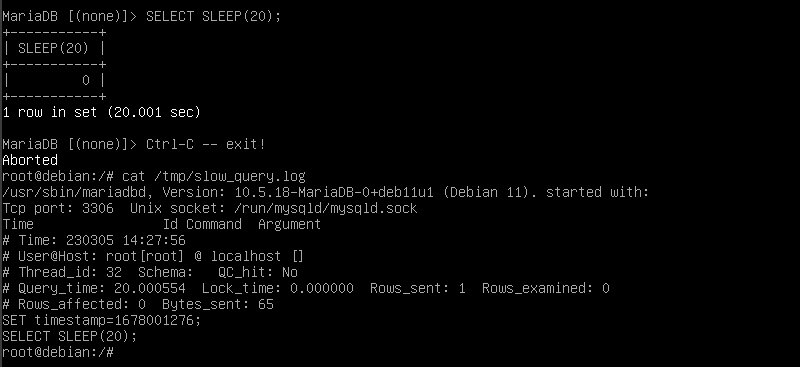 MariaDB [(none)]> SELECT SLEEP(20);
+-----------+
| SLEEP(20) |
+-----------+
|         0 |
+-----------+
1 row in set (20.001 sec)

MariaDB [(none)]> Ctrl-C -- exit!
Aborted
root@debian:/# cat /tmp/slow_query.log
/usr/sbin/mariadbd, Version: 10.5.18-MariaDB-0+deb11u1 (Debian 11). started with:
Tcp port: 3306  Unix socket: /run/mysqld/mysqld.sock
Time                 Id Command  Argument
# Time: 230305 14:27:56
# User@Host: root[root] @ localhost []
# Thread_id: 32  Schema:   QC_hit: No
# Query_time: 20.000554  Lock_time: 0.000000  Rows_sent: 1  Rows_examined: 0
# Rows_affected: 0  Bytes_sent: 65
SET timestamp=1678001276;
SELECT SLEEP(20);
root@debian:/#